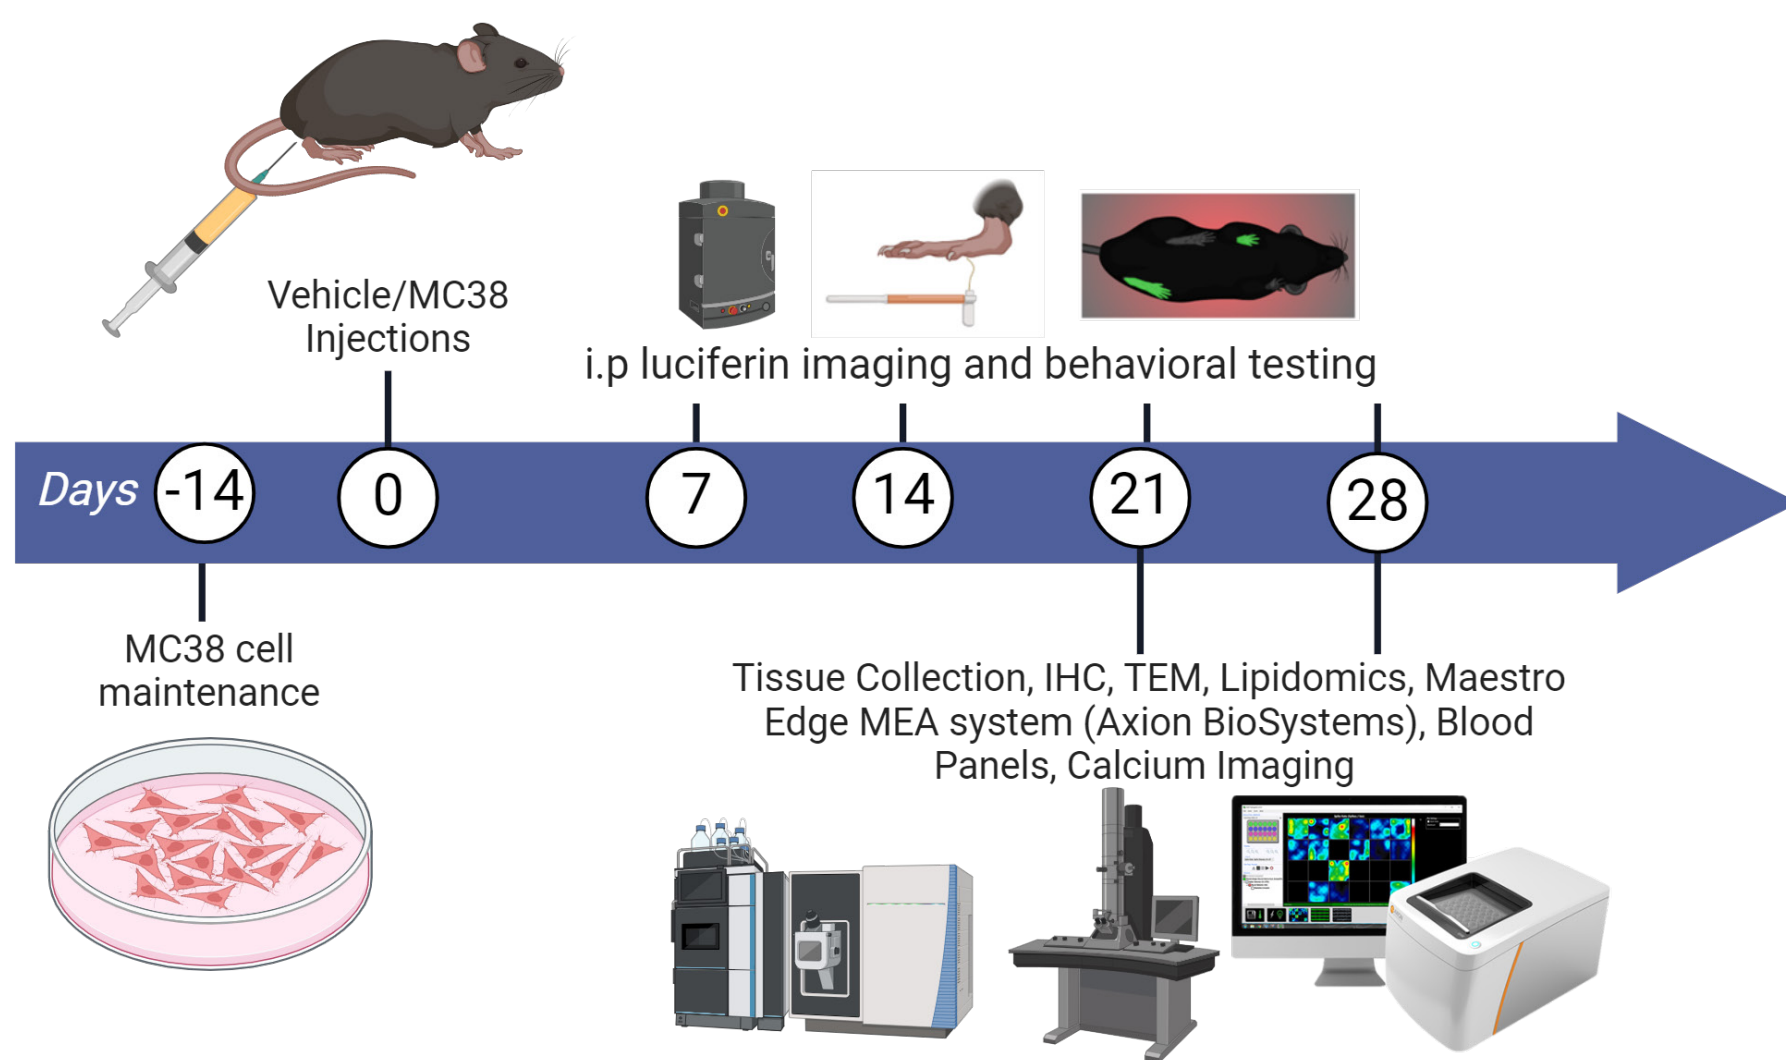 Vehicle/MC38
Injections
i.p luciferin imaging and behavioral testing
Days
-14
0
7
14
21
28
MC38 cell
maintenance
Tissue Collection, IHC, TEM, Lipidomics, Maestro
Edge MEA system (Axion BioSystems), Blood
Panels, Calcium Imaging